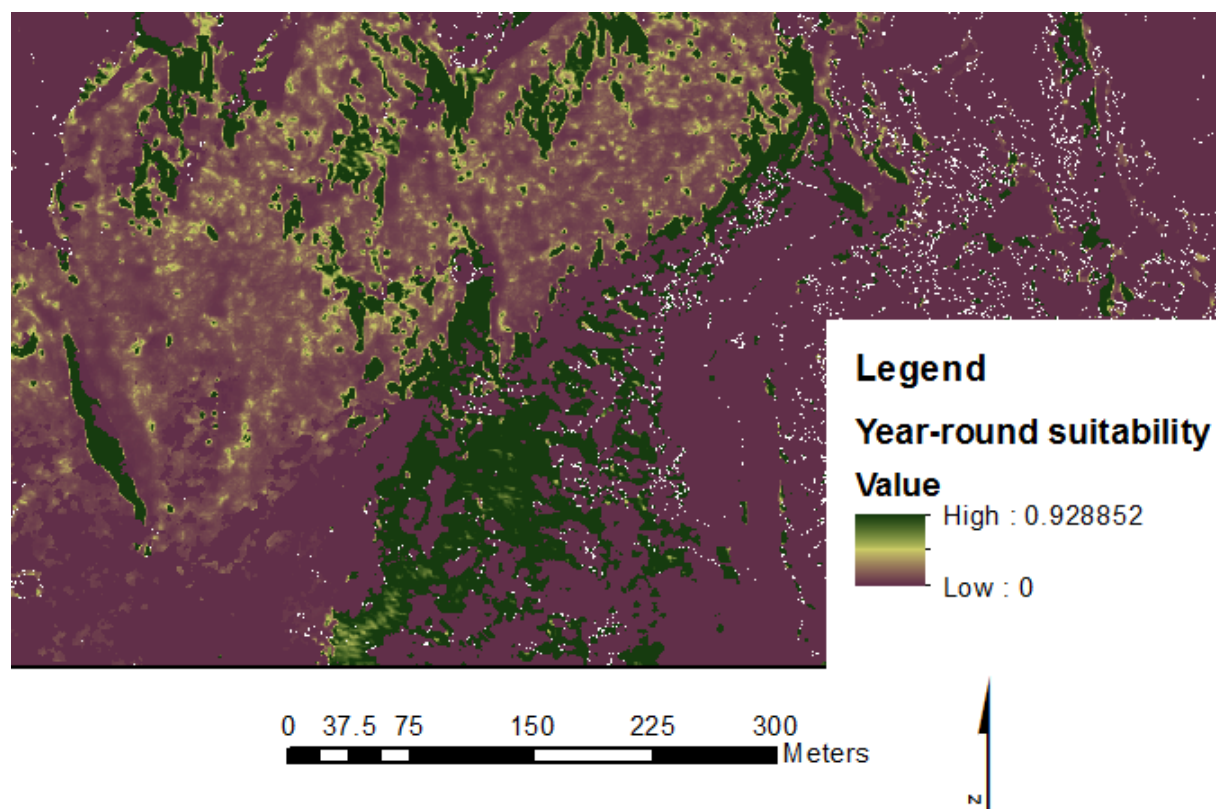 Legend
Year-round suitability
Value
High : 0.928852
Low : 0
0 37.5 75 150 225 300
Meters
N